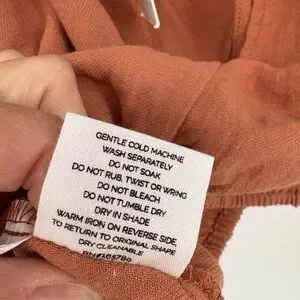 GENTLE COLD MACHINE
WASH SEPARATELY
DO NOT SOAK
DO NOT RUB, TWIST OR WRING
DO NOT BLEACH
DO NOT TUMBLE DRY
DRY IN SHADE
WARM IRON ON REVERSE SIDE,
TO RETURN TO ORIGINAL SHAPE
DRY CLEANABLE